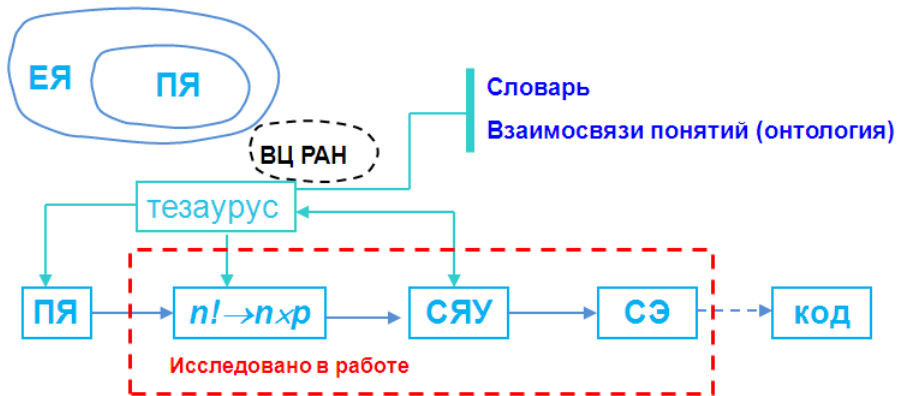 ЕЯ
ПЯ
Словарь
Взаимосвязи понятий (онтология)
ВЦ РАН
тезаурус
ПЯ
n!→n×p
СЯУ
СЭ
код
Исследовано в работе